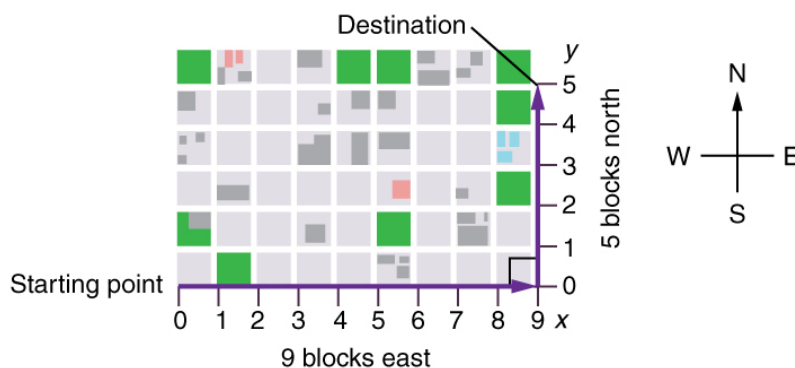 Destination
y
5
4
3
2
1
0
5 blocks north
N
W
E
S
Starting point
0 1 2 3 4 5 6 7 8 9 x
9 blocks east